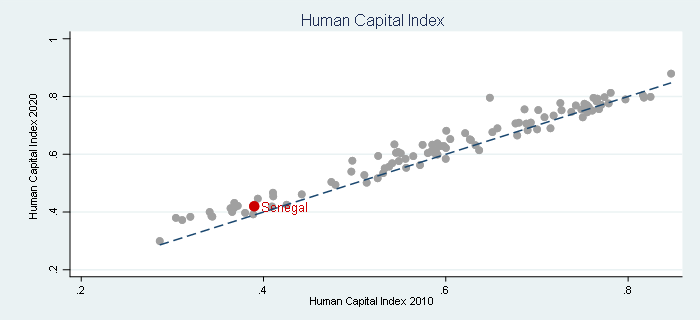 Human Capital Index
Human Capital Index 2020
1
.8
.6
.4
.2
Senegal
.2
.4
.6
.8
Human Capital Index 2010